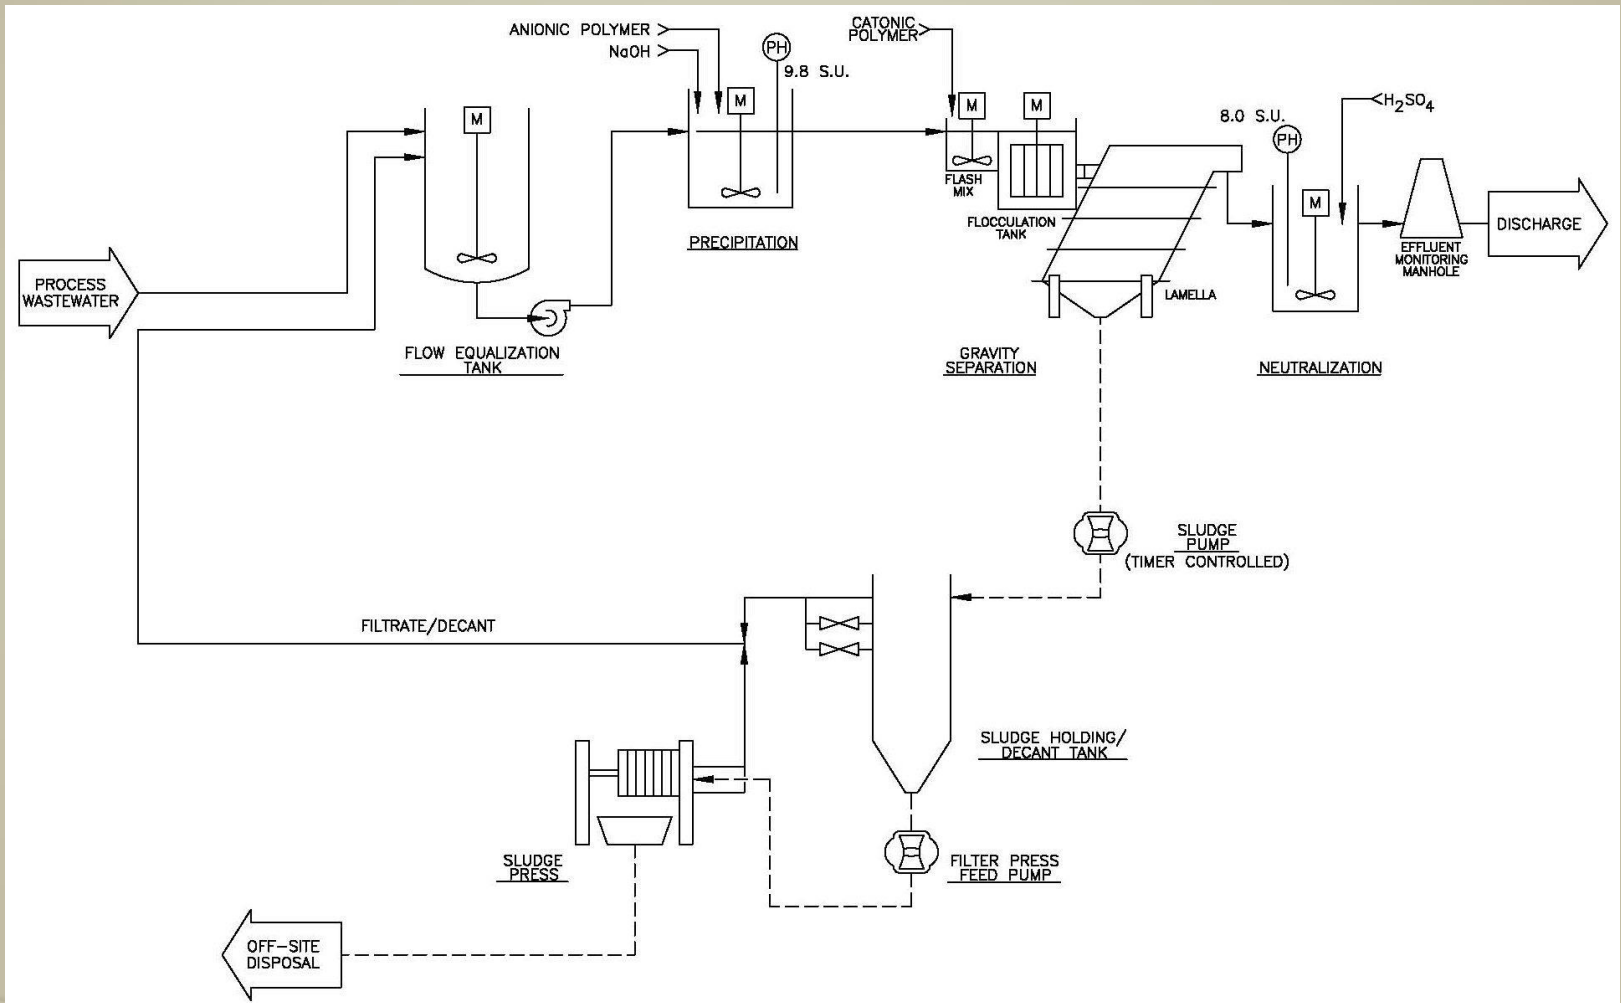 ANIONIC POLYMER
NaOH
PH
9.8 S.U.
M
M
CATONIC
POLYMER
M
M
FLASH
MIX
FLOCCULATION
TANK
8.0 S.U.
PH
H2SO4
M
PROCESS
WASTEWATER
PRECIPITATION
LAMELLA
EFFLUENT
MONITORING
MANHOLE
DISCHARGE
FLOW EQUALIZATION
TANK
GRAVITY
SEPARATION
NEUTRALIZATION
SLUDGE
PUMP
(TIMER CONTROLLED)
FILTRATE/DECANT
SLUDGE HOLDING/
DECANT TANK
SLUDGE
PRESS
FILTER PRESS
FEED PUMP
OFF-SITE
DISPOSAL